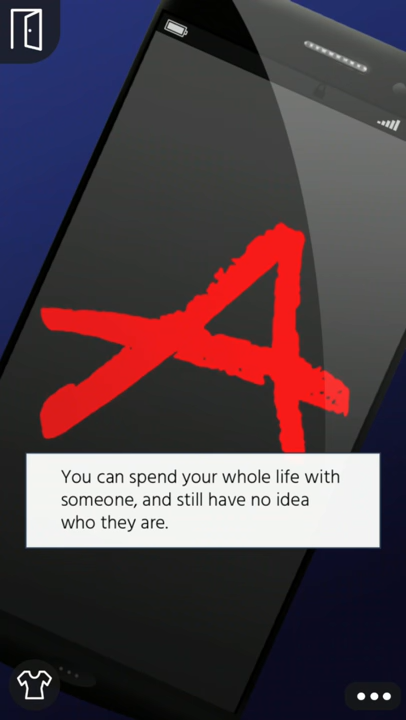 A
You can spend your whole life with
someone, and still have no idea
who they are.